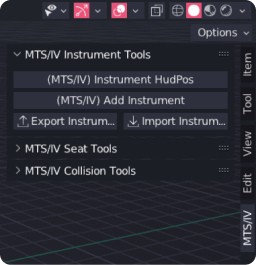 Options
MTS/IV Instrument Tools
(MTS/IV) Instrument HudPos
(MTS/IV) Add Instrument
Export Instrum...
Import Instrum...
MTS/IV Seat Tools
MTS/IV Collision Tools
Item
Tool
View
Edit
MTS/IV